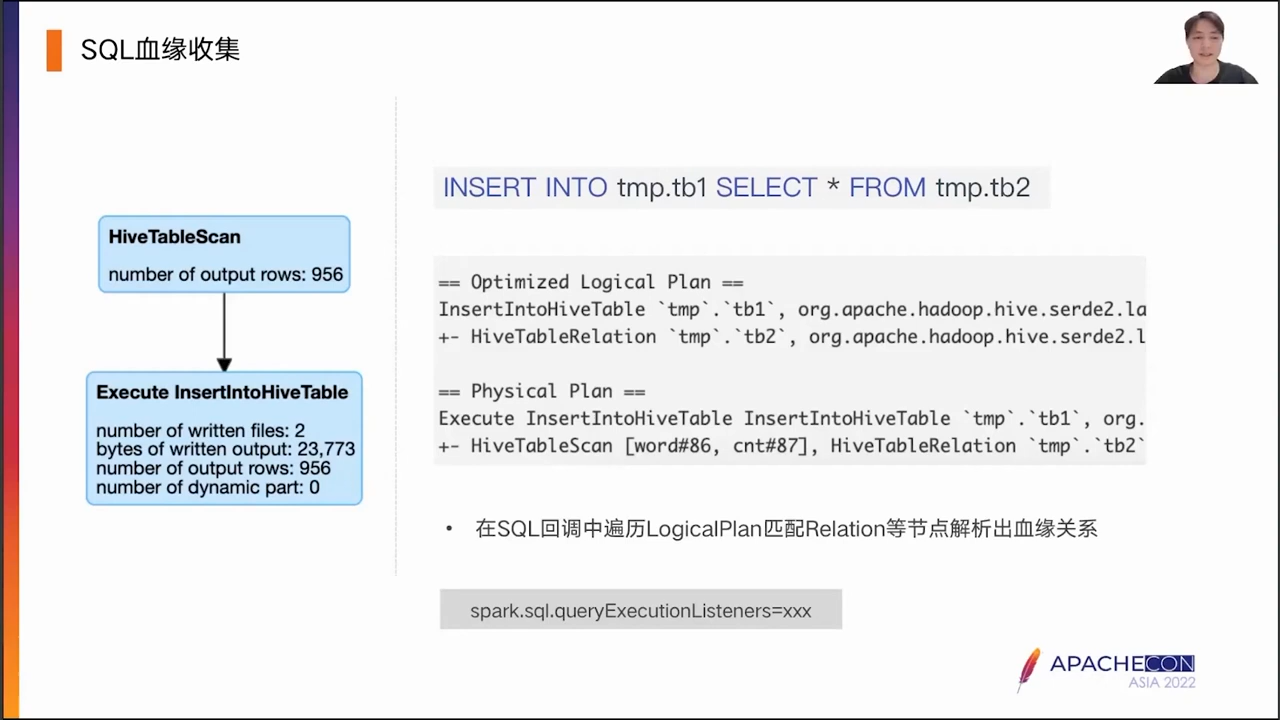 SQL血缘收集
HiveTableScan
number of output rows: 956
Execute InsertIntoHiveTable
number of written files: 2
bytes of written output: 23,773
number of output rows: 956
number of dynamic part: 0
INSERT INTO tmp.tb1 SELECT * FROM tmp.tb2
== Optimized Logical Plan ==
InsertIntoHiveTable `tmp`.`tb1`, org.apache.hadoop.hive.serde2.la
+- HiveTableRelation `tmp`.`tb2`, org.apache.hadoop.hive.serde2.l
== Physical Plan ==
Execute InsertIntoHiveTable InsertIntoHiveTable `tmp`.`tb1`, org.
+- HiveTableScan [word#86, cnt#87], HiveTableRelation `tmp`.`tb2`
• 在SQL回调中遍历LogicalPlan匹配Relation等节点解析出血缘关系
spark.sql.queryExecutionListeners=xxx
APACHECON
ASIA 2022